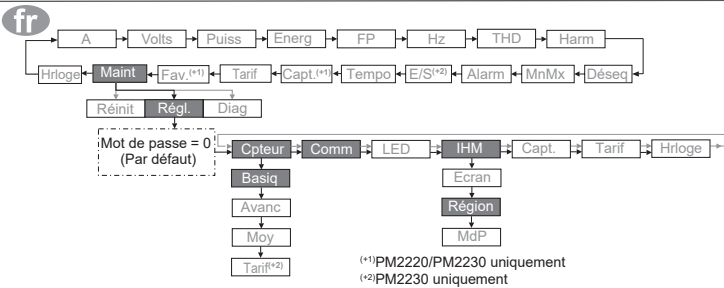 fr
A Volts Puiss Energ FP Hz THD Harm
Hrloge Maint Fav.(+1) Tarif Capt.(+1) Tempo E/S(+2) Alarm MnMx Déseq
Réinit Régl. Diag
Mot de passe = 0
(Par défaut)
Cpteur Comm LED IHM Capt. Tarif Hrloge
Basiq Ecran
Avanc Région
Moy MdP
Tarif(+2)
(+1)PM2220/PM2230 uniquement
(+2)PM2230 uniquement